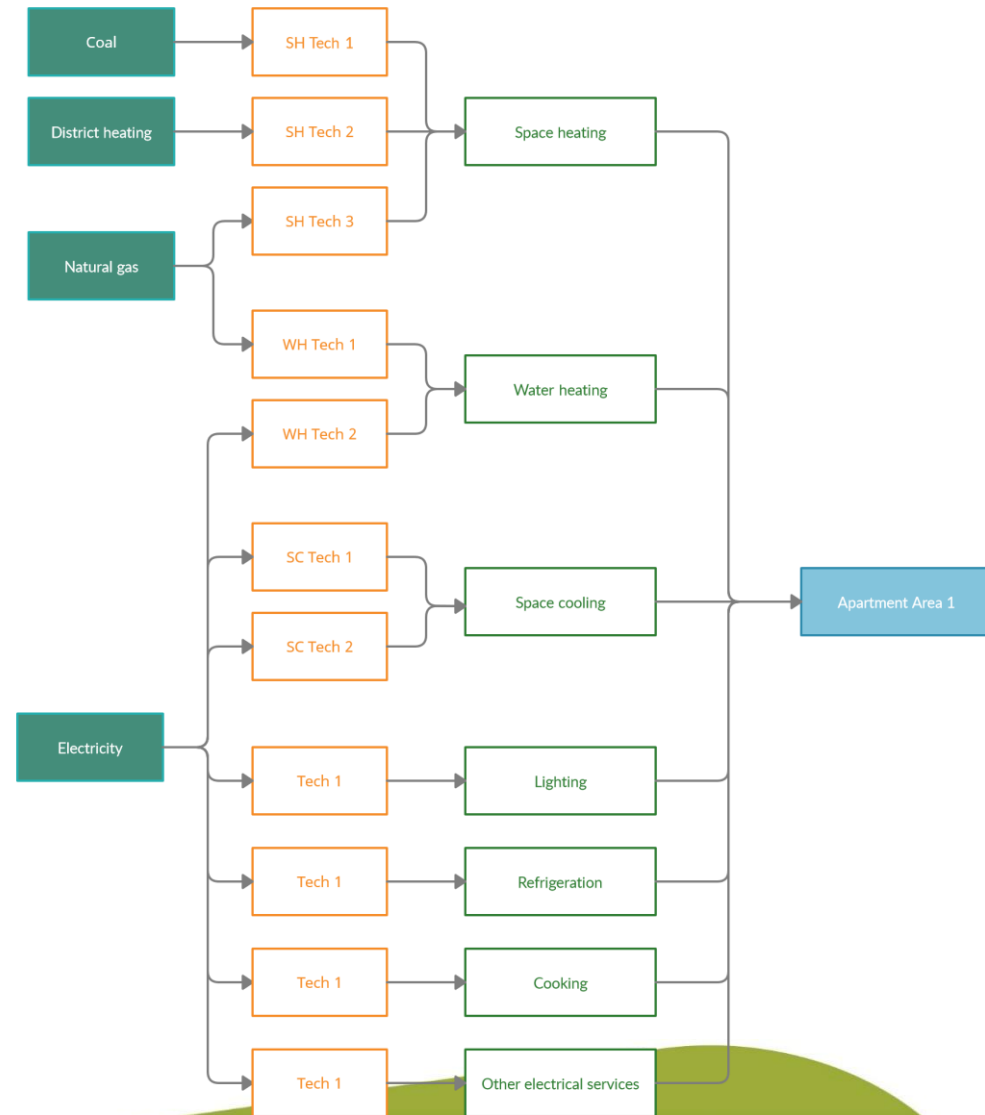 Coal
SH Tech 1
District heating
SH Tech 2
Space heating
SH Tech 3
Natural gas
WH Tech 1
Water heating
WH Tech 2
SC Tech 1
Space cooling
Apartment Area 1
SC Tech 2
Electricity
Tech 1
Lighting
Tech 1
Refrigeration
Tech 1
Cooking
Tech 1
Other electrical services